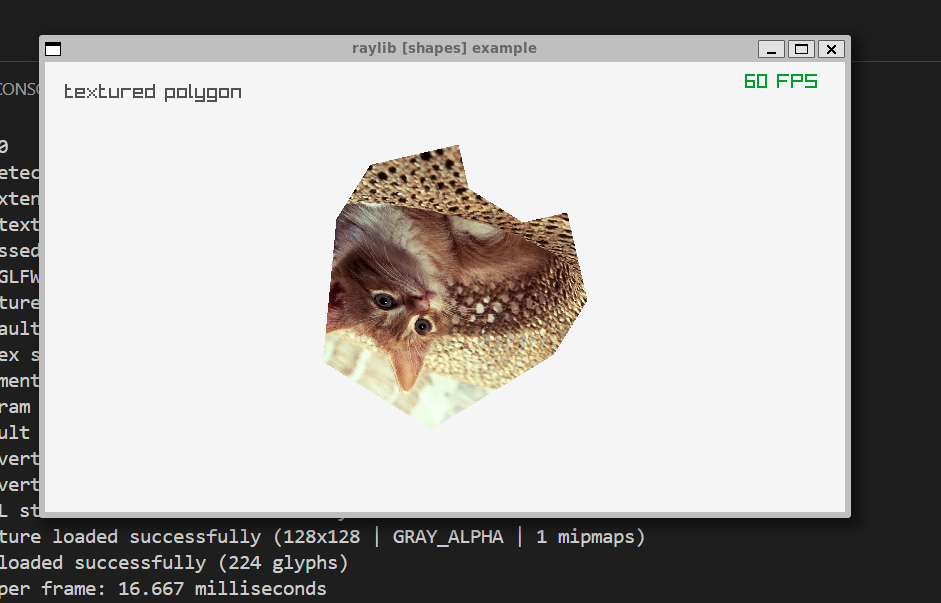 raylib [shapes] example
CONSO
textured polygon
60 FPS
0
etec
xten
text
ssed
GLFW
ture
ault
ex s
ment
ram
ult
vert
vert
L st
ture loaded successfully (128x128 | GRAY_ALPHA | 1 mipmaps)
loaded successfully (224 glyphs)
per frame: 16.667 milliseconds